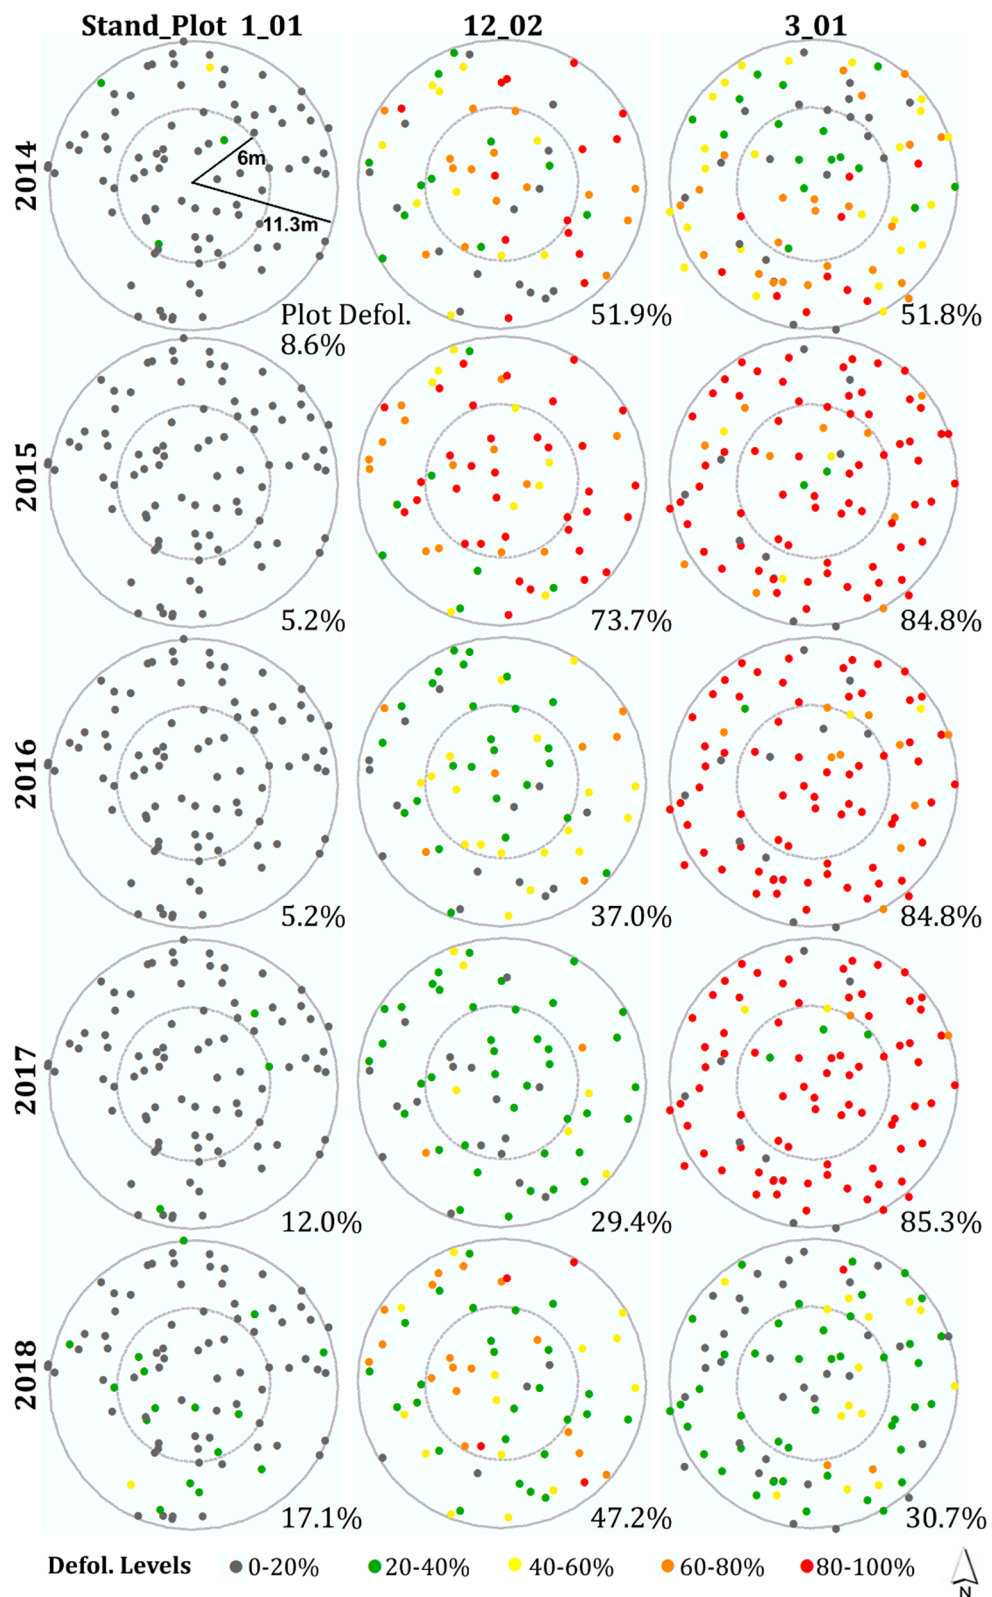 Stand_Plot 1_01 12_02 3_01
2014
6m
11.3m
Plot Defol.
8.6% 51.9% 51.8%
2015
5.2% 73.7% 84.8%
2016
5.2% 37.0% 84.8%
2017
12.0% 29.4% 85.3%
2018
17.1% 47.2% 30.7%
Defol. Levels 0-20% 20-40% 40-60% 60-80% 80-100%
N